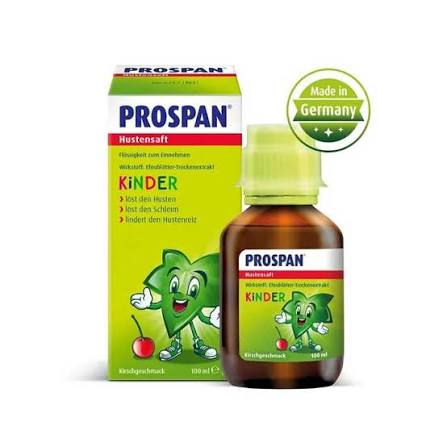 PROSPAN®
Hustensaft
Flüssigkeit zum Einnehmen
Wirkstoff: Efeublätter-Trockenextrakt
KiNDER
löst den Husten
löst den Schleim
lindert den Hustenreiz
Kirschgeschmack
100 ml
Made in
Germany
PROSPAN®
Hustensaft
Wirkstoff: Efeublätter-Trockenextrakt
KiNDER
Kirschgeschmack
100 ml